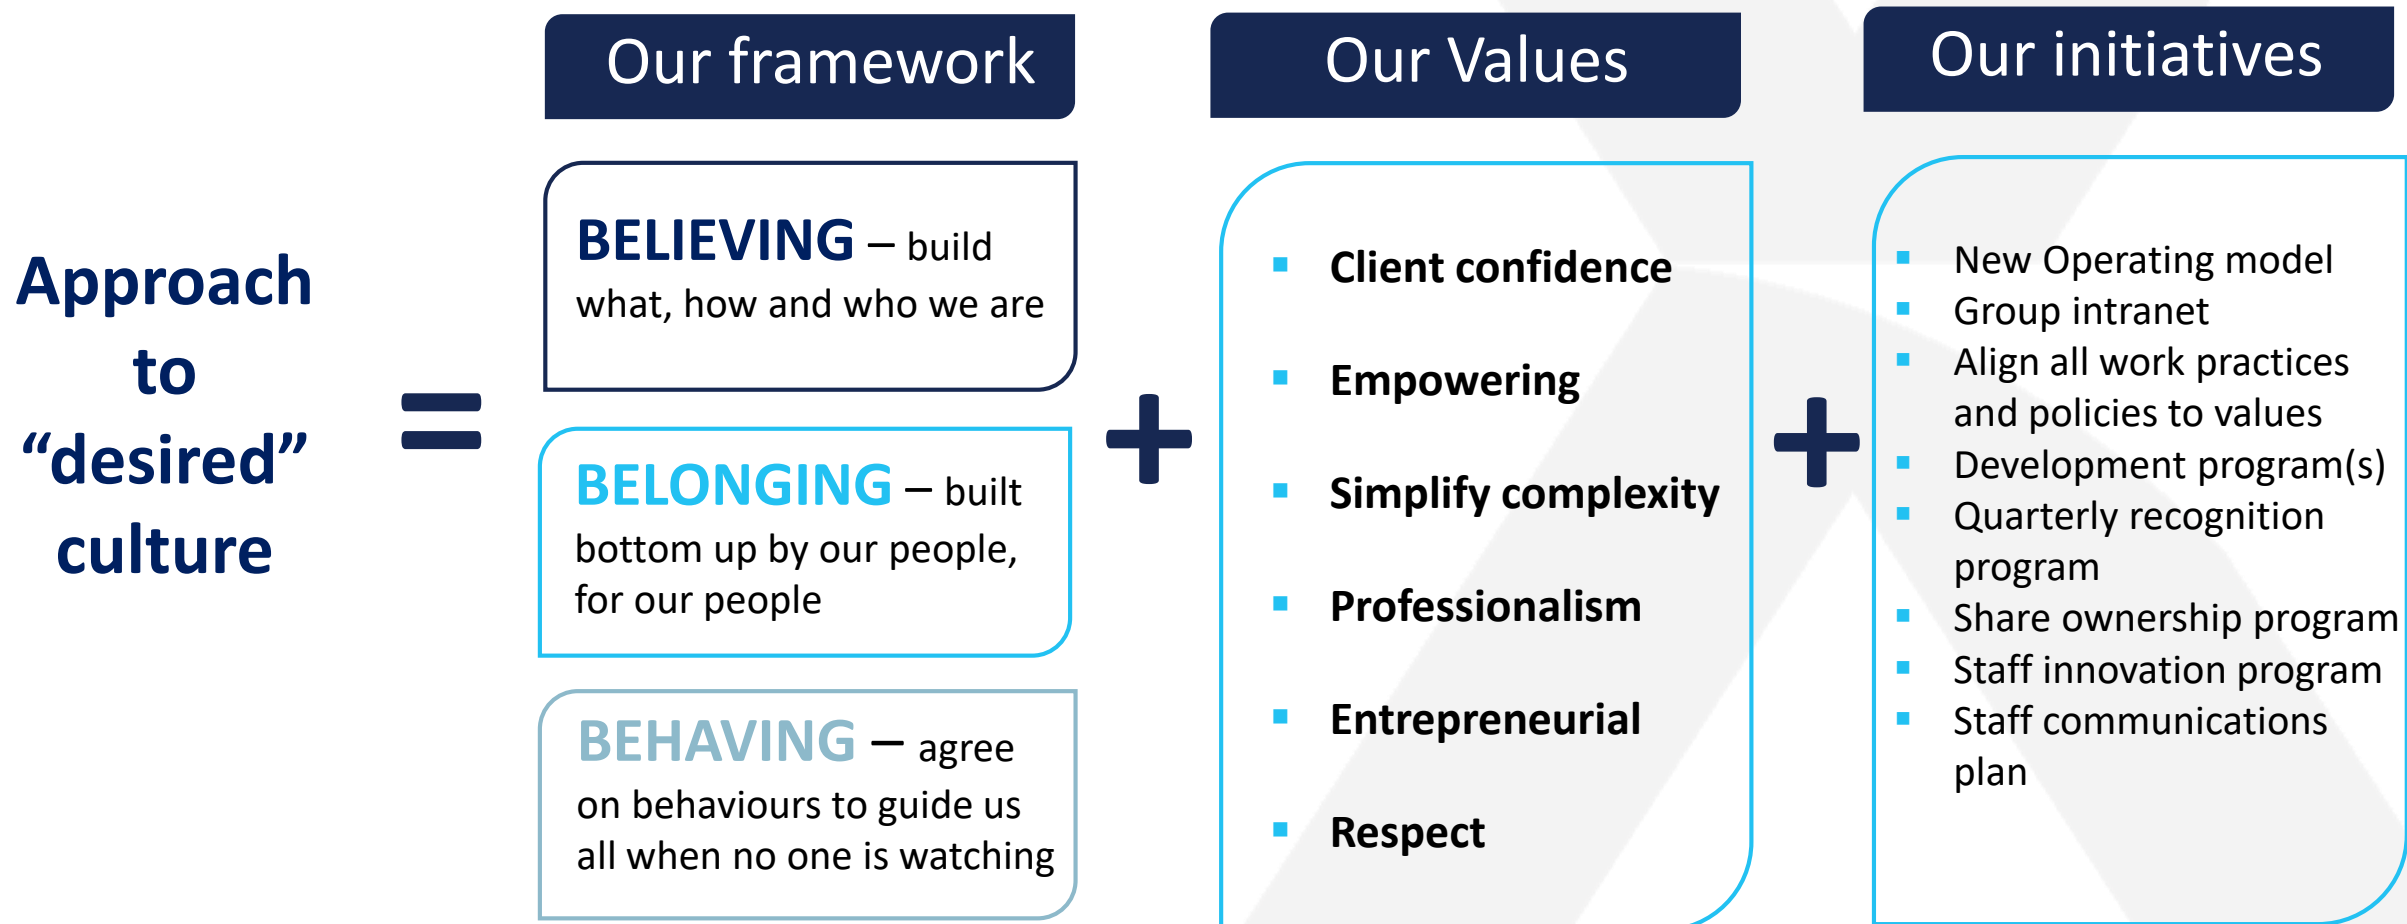 Approach
to
“desired”
culture
=
Our framework
BELIEVING – build
what, how and who we are
BELONGING – built
bottom up by our people,
for our people
BEHAVING – agree
on behaviours to guide us
all when no one is watching
+
Our Values
▪ Client confidence
▪ Empowering
▪ Simplify complexity
▪ Professionalism
▪ Entrepreneurial
▪ Respect
+
Our initiatives
▪ New Operating model
▪ Group intranet
▪ Align all work practices
and policies to values
▪ Development program(s)
▪ Quarterly recognition
program
▪ Share ownership program
▪ Staff innovation program
▪ Staff communications
plan